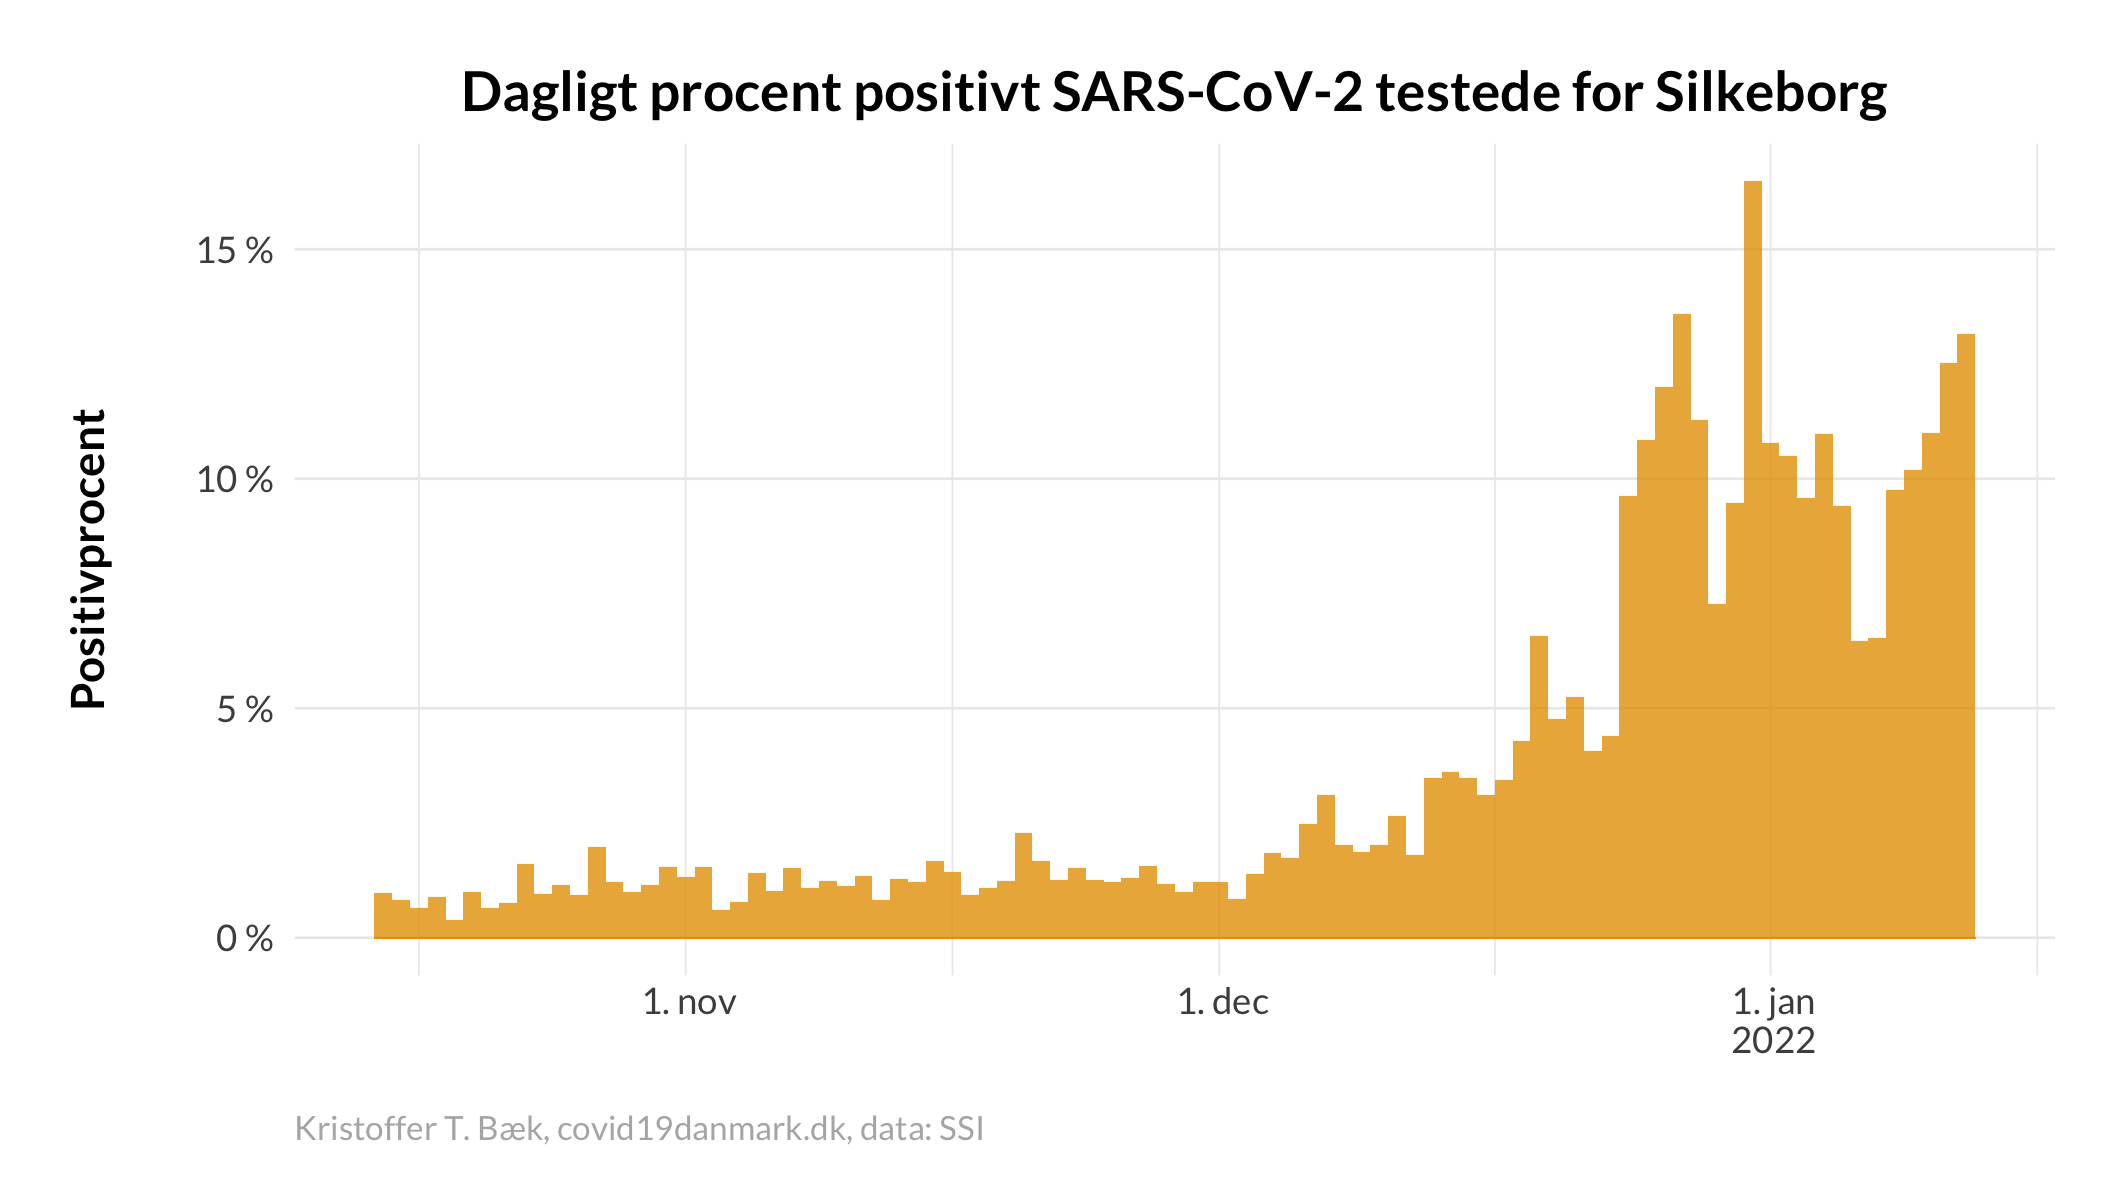 Dagligt procent positivt SARS-CoV-2 testede for Silkeborg
Positivprocent
15 %
10 %
5 %
0 %
1. nov
1. dec
1. jan
2022
Kristoffer T. Bæk, covid19danmark.dk, data: SSI